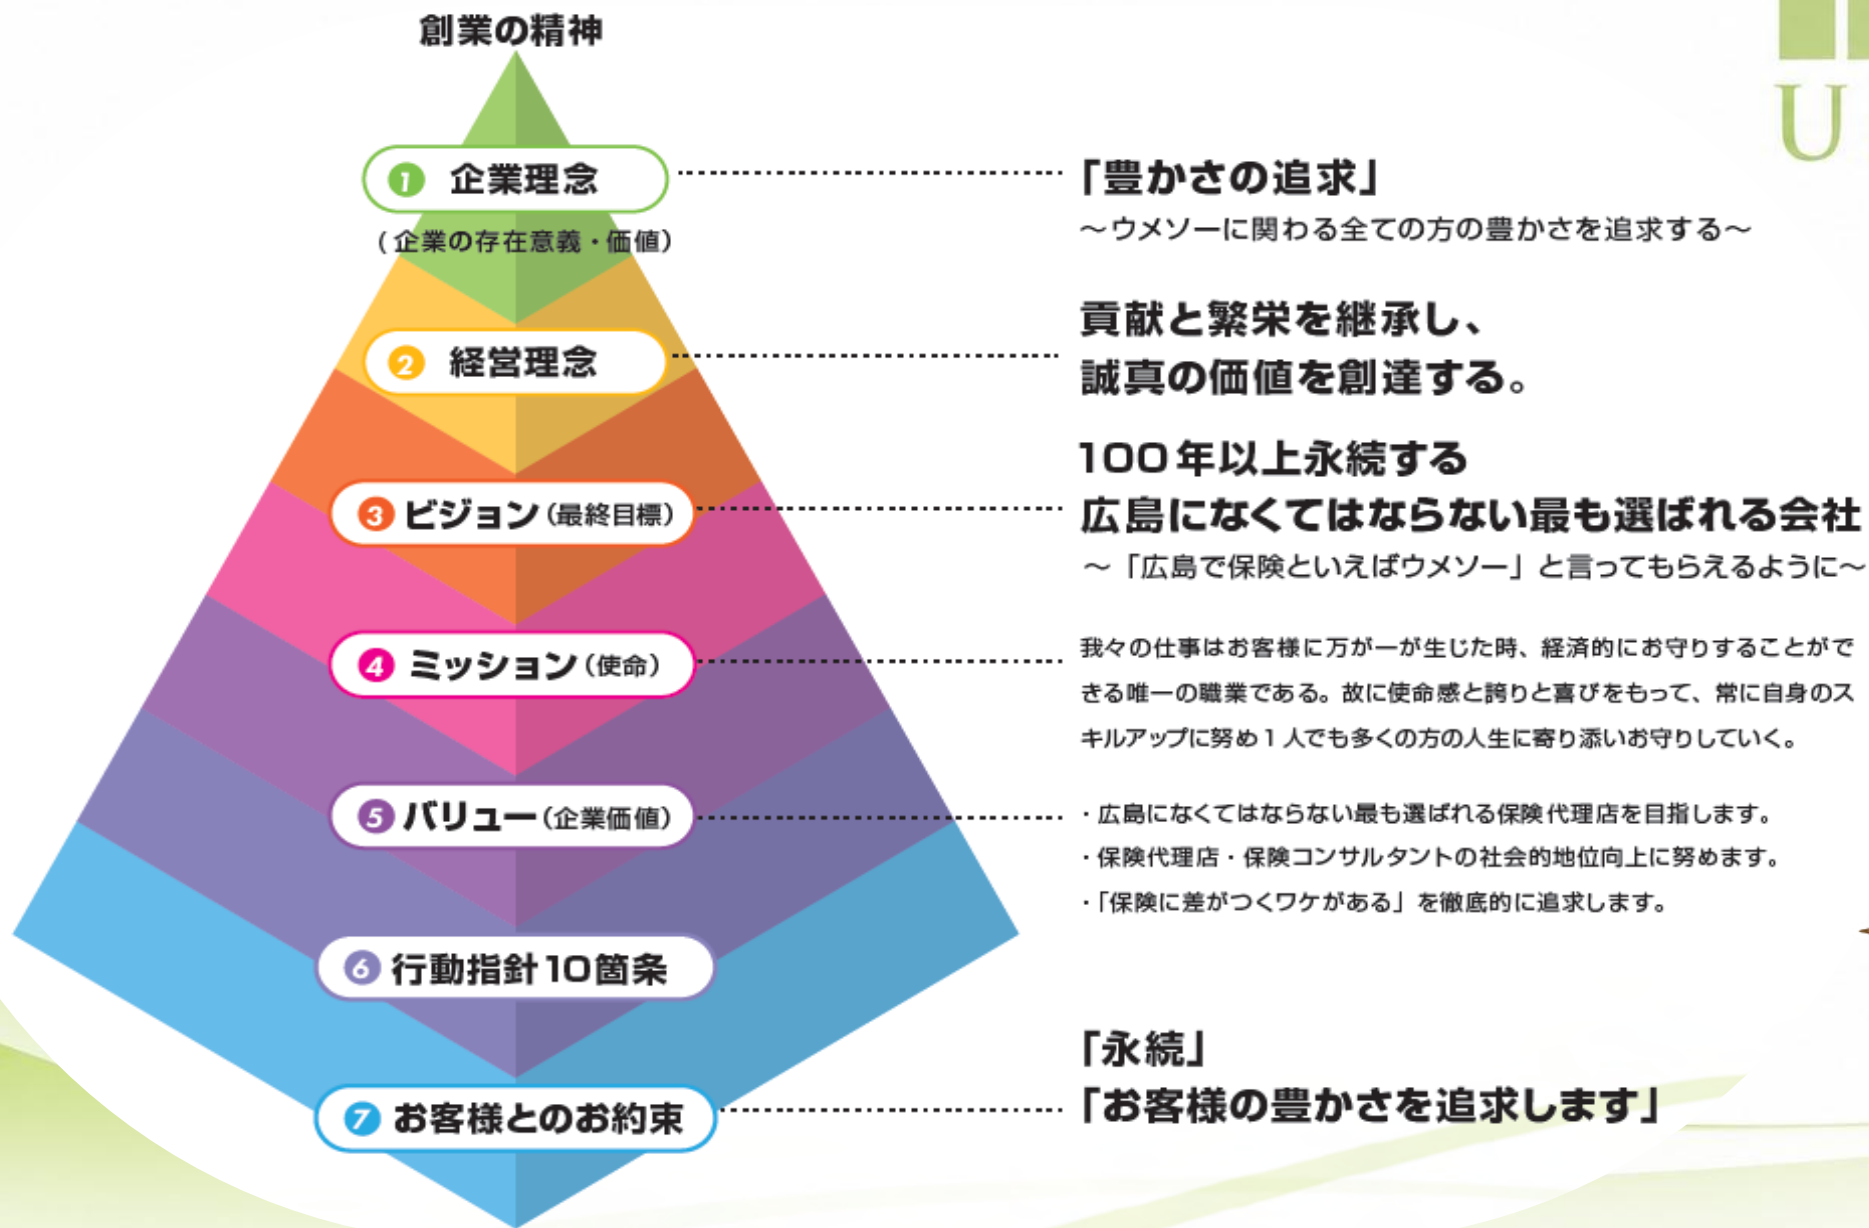 創業の精神
U
1 企業理念
(企業の存在意義・価値)
「豊かさの追求」
～ウメソーに関わる全ての方の豊かさを追求する～
2 経営理念
貢献と繁栄を継承し、
誠真の価値を創達する。
3 ビジョン(最終目標)
100年以上永続する
広島になくてはならない最も選ばれる会社
～「広島で保険といえばウメソー」と言ってもらえるように～
4 ミッション(使命)
我々の仕事はお客様に万が一が生じた時、経済的にお守りすることがで
きる唯一の職業である。故に使命感と誇りと喜びをもって、常に自身のス
キルアップに努め1人でも多くの方の人生に寄り添いお守りしていく。
5 バリュー(企業価値)
・広島になくてはならない最も選ばれる保険代理店を目指します。
・保険代理店・保険コンサルタントの社会的地位向上に努めます。
・「保険に差がつくワケがある」を徹底的に追求します。
6 行動指針10箇条
7 お客様とのお約束
「永続」
「お客様の豊かさを追求します」